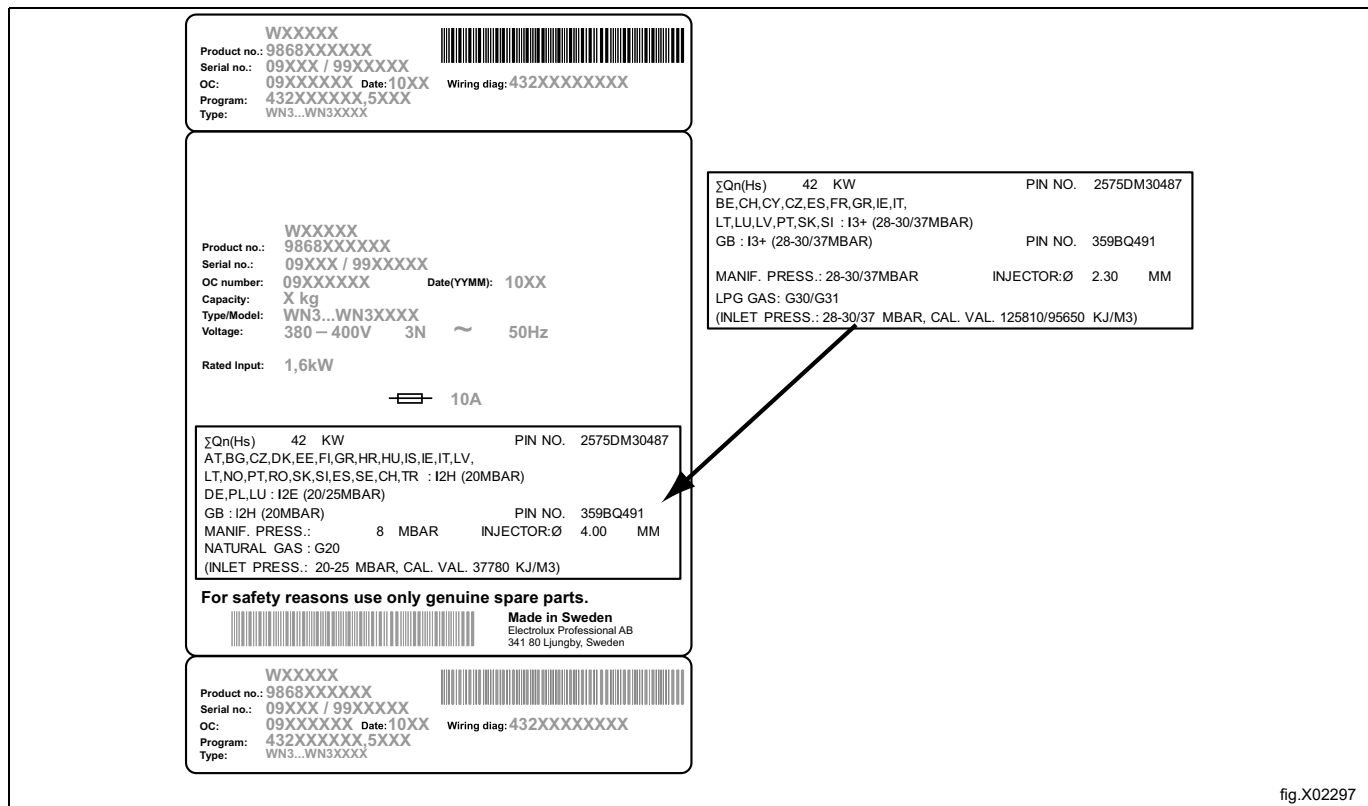 WXXXXX
Product no.: 9868XXXXXX
Serial no.: 09XXX / 99XXXXX
OC: 09XXXXXX Date: 10XX Wiring diag: 432XXXXXXXX
Program: 432XXXXXX,5XXX
Type: WN3...WN3XXXX
WXXXXX
Product no.: 9868XXXXXX
Serial no.: 09XXX / 99XXXXX
OC number: 09XXXXXX Date(YYMM): 10XX
Capacity: X kg
Type/Model: WN3...WN3XXXX
Voltage: 380 – 400V 3N ~ 50Hz
Rated Input: 1,6kW
10A
∑Qn(Hs) 42 KW PIN NO. 2575DM30487
AT,BG,CZ,DK,EE,FI,GR,HR,HU,IS,IE,IT,LV,
LT,NO,PT,RO,SK,SI,ES,SE,CH,TR : I2H (20MBAR)
DE,PL,LU : I2E (20/25MBAR)
GB : I2H (20MBAR) PIN NO. 359BQ491
MANIF. PRESS.: 8 MBAR INJECTOR:Ø 4.00 MM
NATURAL GAS : G20
(INLET PRESS.: 20-25 MBAR, CAL. VAL. 37780 KJ/M3)
For safety reasons use only genuine spare parts.
Made in Sweden
Electrolux Professional AB
341 80 Ljungby, Sweden
WXXXXX
Product no.: 9868XXXXXX
Serial no.: 09XXX / 99XXXXX
OC: 09XXXXXX Date: 10XX Wiring diag: 432XXXXXXXX
Program: 432XXXXXX,5XXX
Type: WN3...WN3XXXX
∑Qn(Hs) 42 KW PIN NO. 2575DM30487
BE,CH,CY,CZ,ES,FR,GR,IE,IT,
LT,LU,LV,PT,SK,SI : I3+ (28-30/37MBAR)
GB : I3+ (28-30/37MBAR) PIN NO. 359BQ491
MANIF. PRESS.: 28-30/37MBAR INJECTOR:Ø 2.30 MM
LPG GAS: G30/G31
(INLET PRESS.: 28-30/37 MBAR, CAL. VAL. 125810/95650 KJ/M3)
fig.X02297